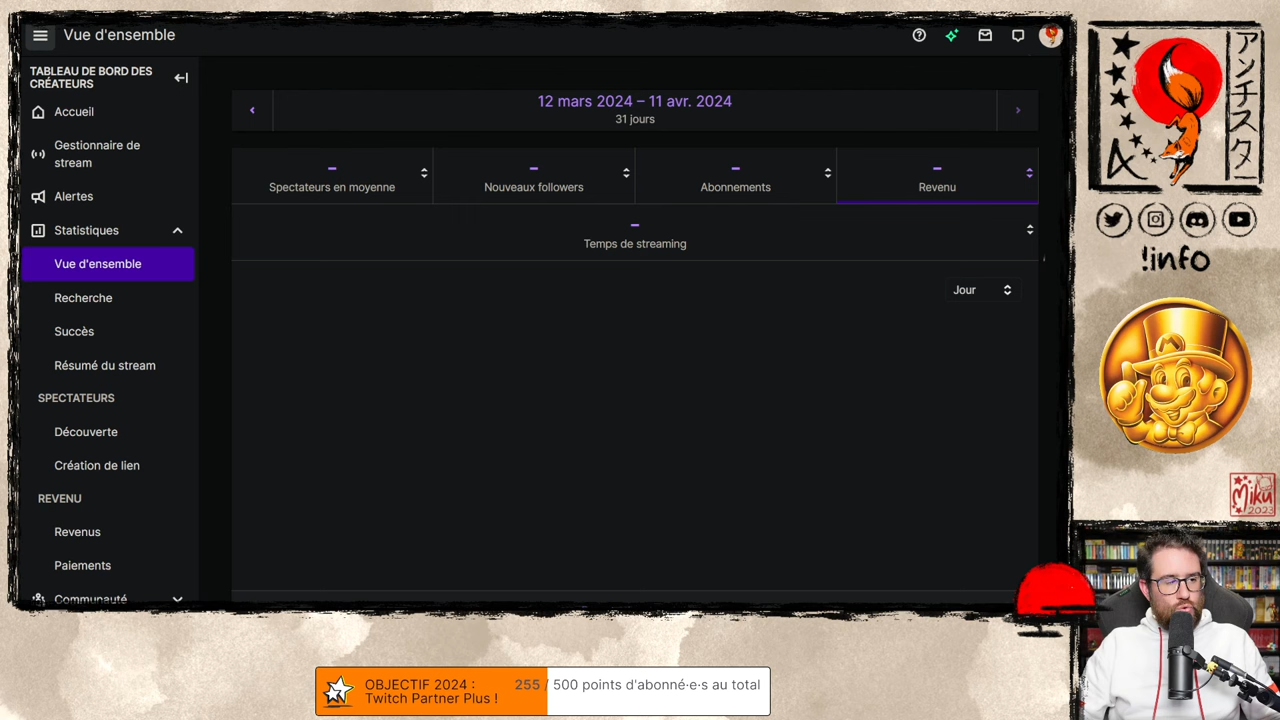 Vue d'ensemble
TABLEAU DE BORD DES
CRÉATEURS
Accueil
Gestionnaire de
stream
Alertes
Statistiques
Vue d'ensemble
Recherche
Succès
Résumé du stream
SPECTATEURS
Découverte
Création de lien
REVENU
Revenus
Paiements
Communauté
12 mars 2024 – 11 avr. 2024
31 jours
–
Spectateurs en moyenne
–
Nouveaux followers
–
Abonnements
–
Revenu
–
Temps de streaming
Jour
アンチスター
A
!info
M
Miku
2023
OBJECTIF 2024 :
Twitch Partner Plus !
255 / 500 points d'abonné·e·s au total